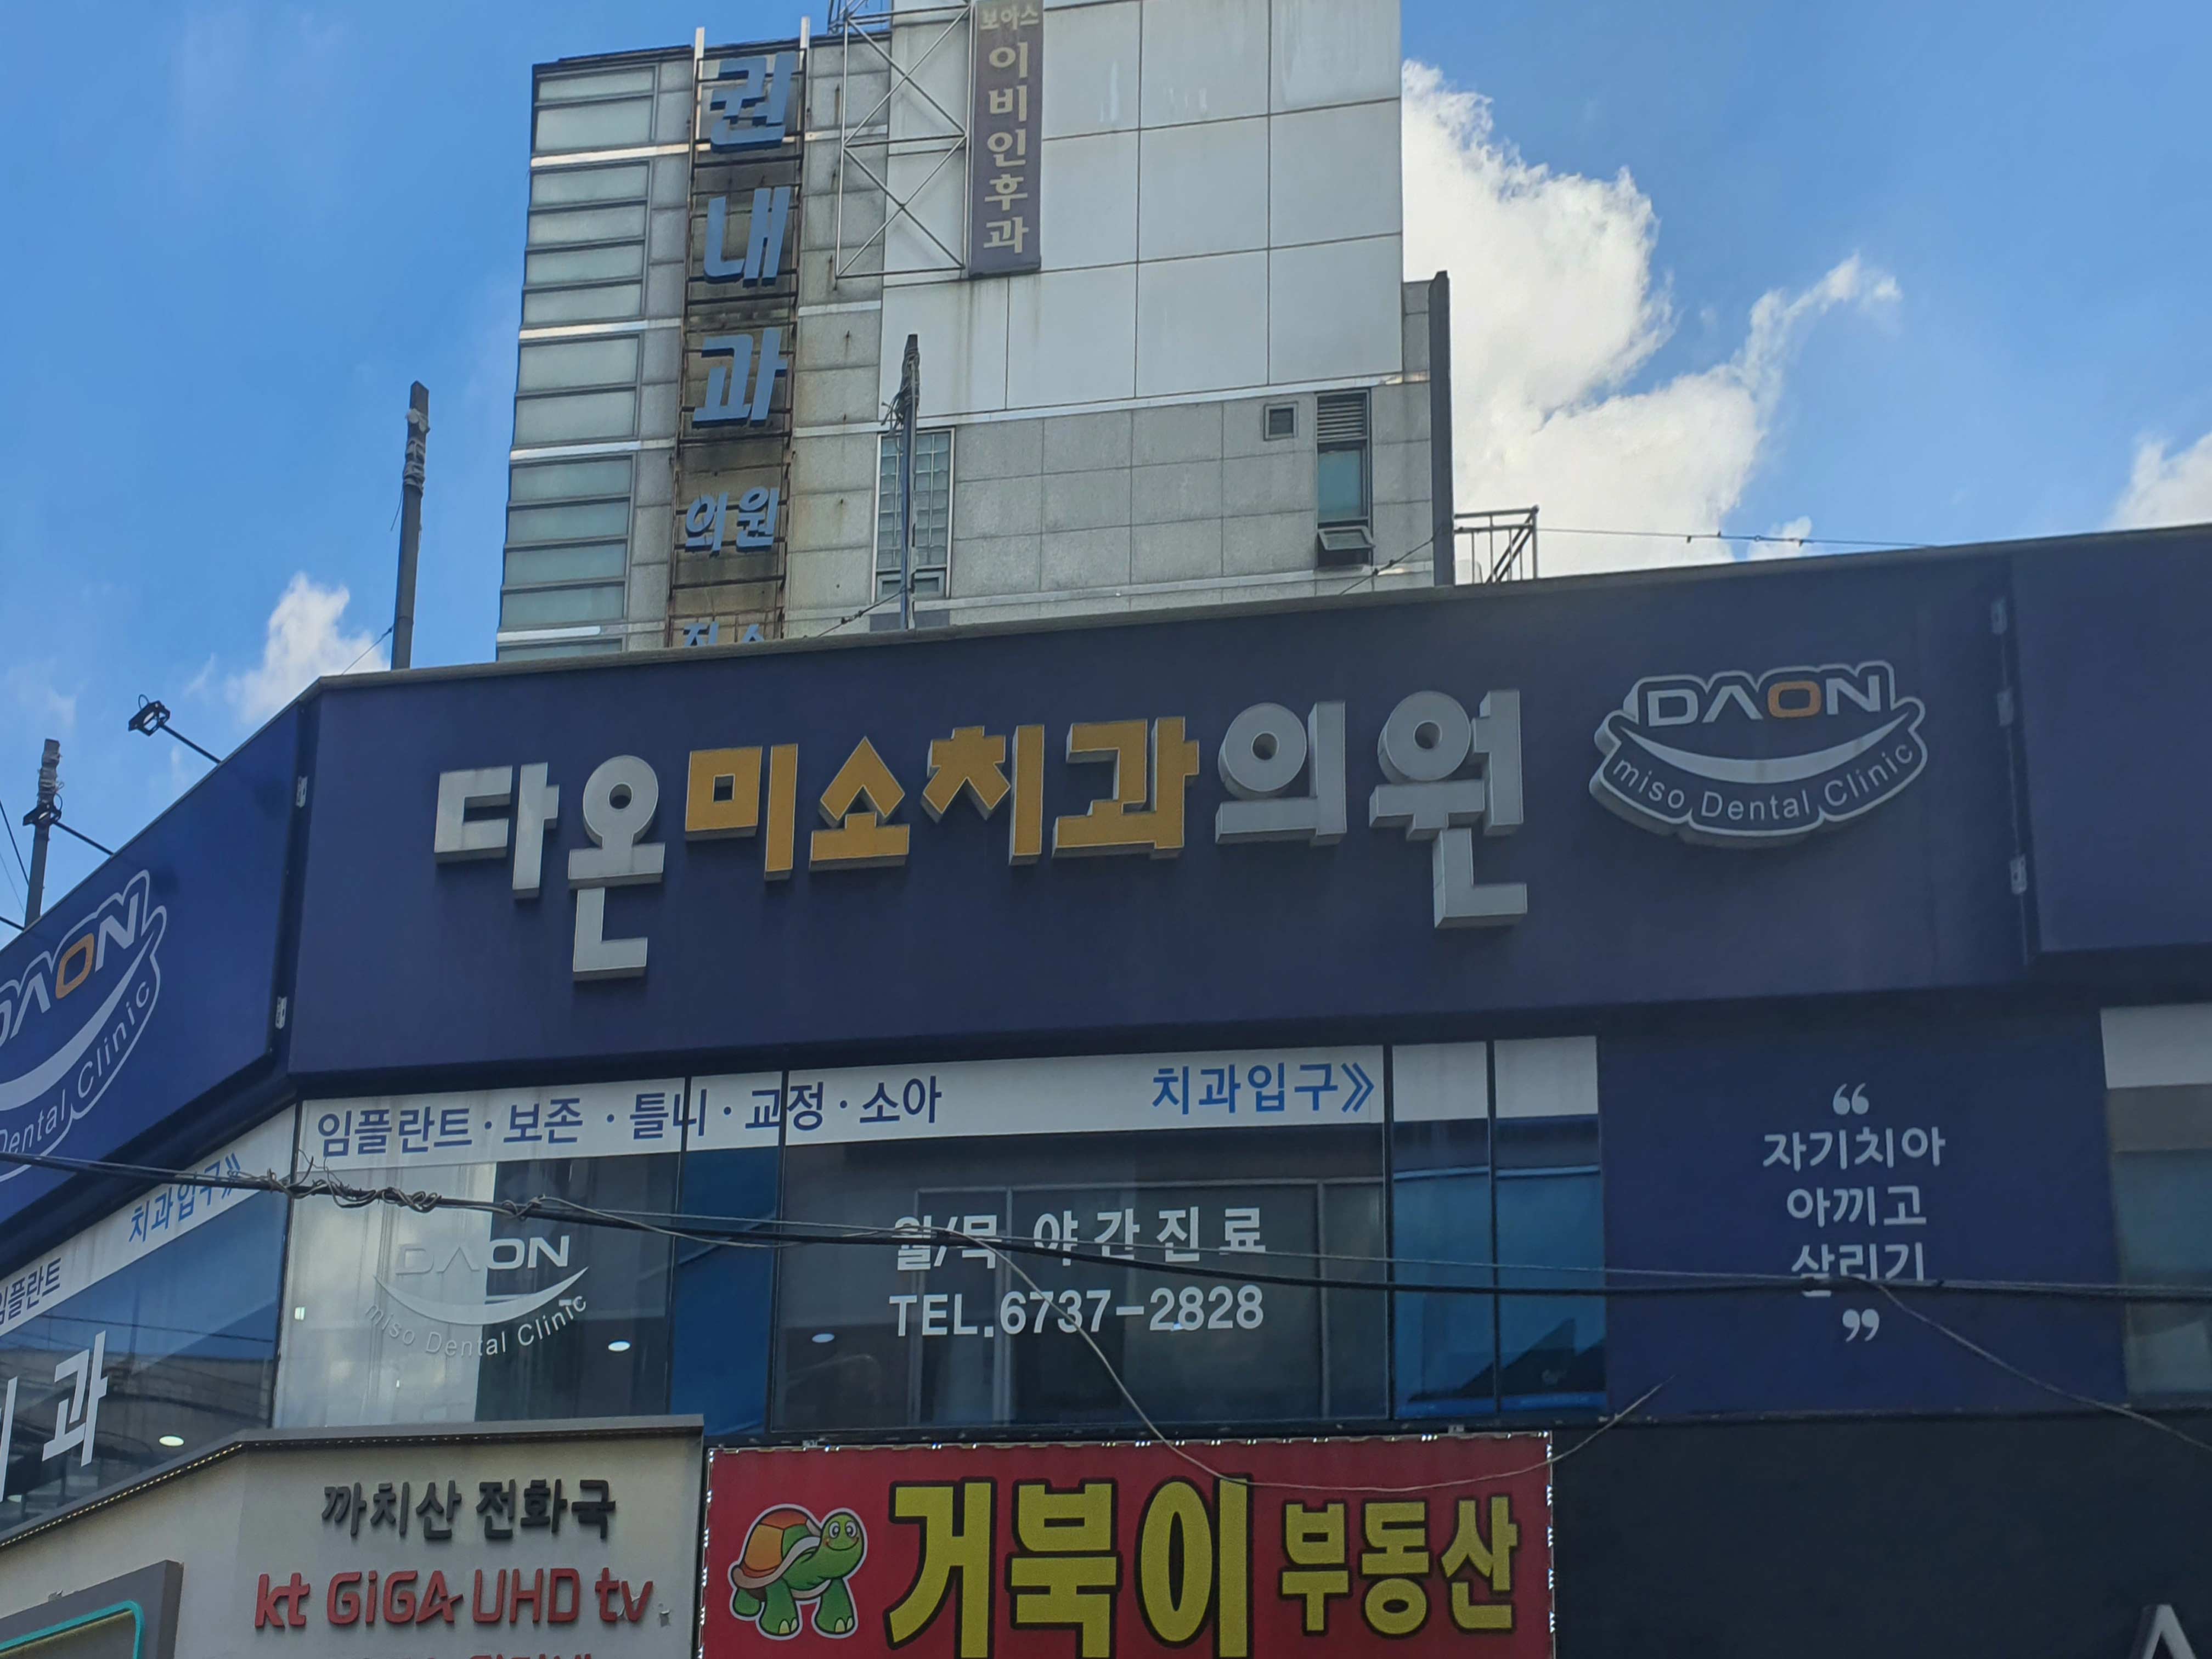 보아스
이비인후과
권내과
의원
다온미소치과의원
DAON
miso Dental Clinic
DAON
Dental Clinic
임플란트 · 보존 · 틀니 · 교정 · 소아
치과입구》
치과입구》
임플란트
과
DAON
miso Dental Clinic
월/목 야간진료
TEL.6737-2828
“
자기치아
아끼고
살리기
”
까치산 전화국
kt GiGA UHD tv
거북이 부동산